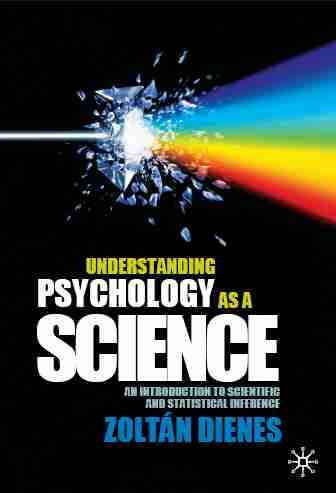 UNDERSTANDING
PSYCHOLOGY AS A
SCIENCE
AN INTRODUCTION TO SCIENTIFIC
AND STATISTICAL INFERENCE
ZOLTÁN DIENES